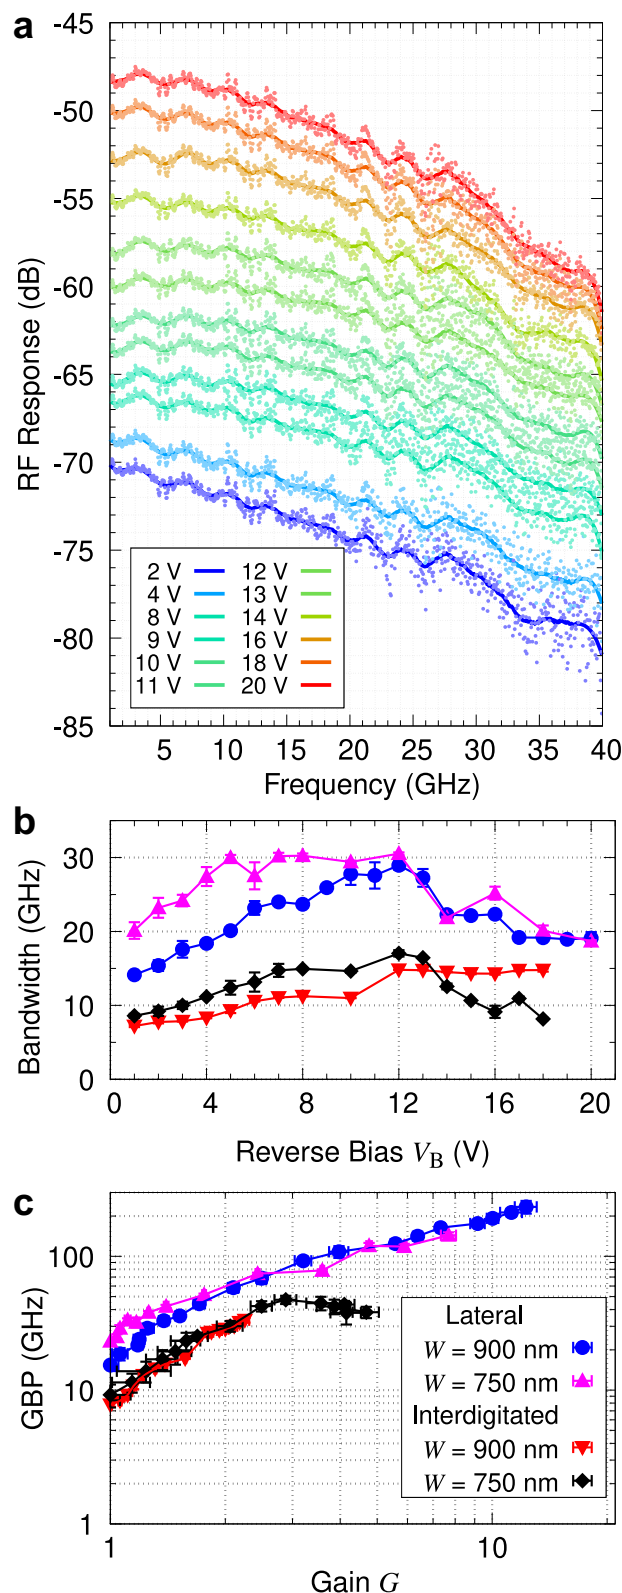 a
-45
-50
-55
-60
-65
-70
-75
-80
-85
RF Response (dB)
2 V 12 V
4 V 13 V
8 V 14 V
9 V 16 V
10 V 18 V
11 V 20 V
5 10 15 20 25 30 35 40
Frequency (GHz)
b
30
20
10
0
Bandwidth (GHz)
0 4 8 12 16 20
Reverse Bias V_B (V)
c
100
10
1
GBP (GHz)
Lateral
W = 900 nm
W = 750 nm
Interdigitated
W = 900 nm
W = 750 nm
1 10
Gain G